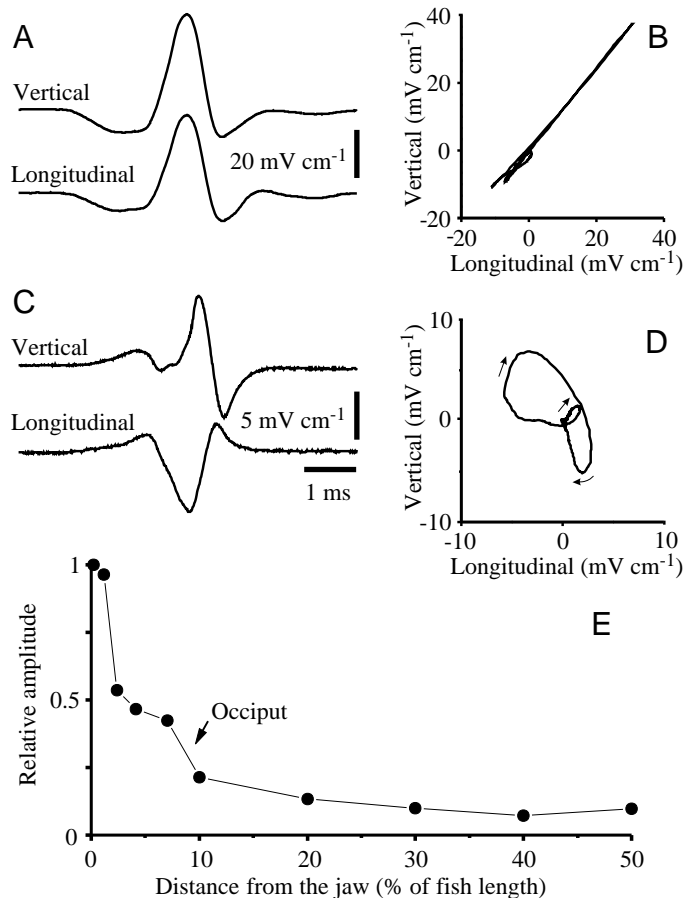 A
Vertical
Longitudinal
20 mV cm⁻¹
B
Vertical (mV cm⁻¹)
40
20
0
-20
-20
0
20
40
Longitudinal (mV cm⁻¹)
C
Vertical
Longitudinal
5 mV cm⁻¹
1 ms
D
Vertical (mV cm⁻¹)
10
0
-10
-10
0
10
Longitudinal (mV cm⁻¹)
E
Relative amplitude
1
0.5
0
Occiput
0
10
20
30
40
50
Distance from the jaw (% of fish length)